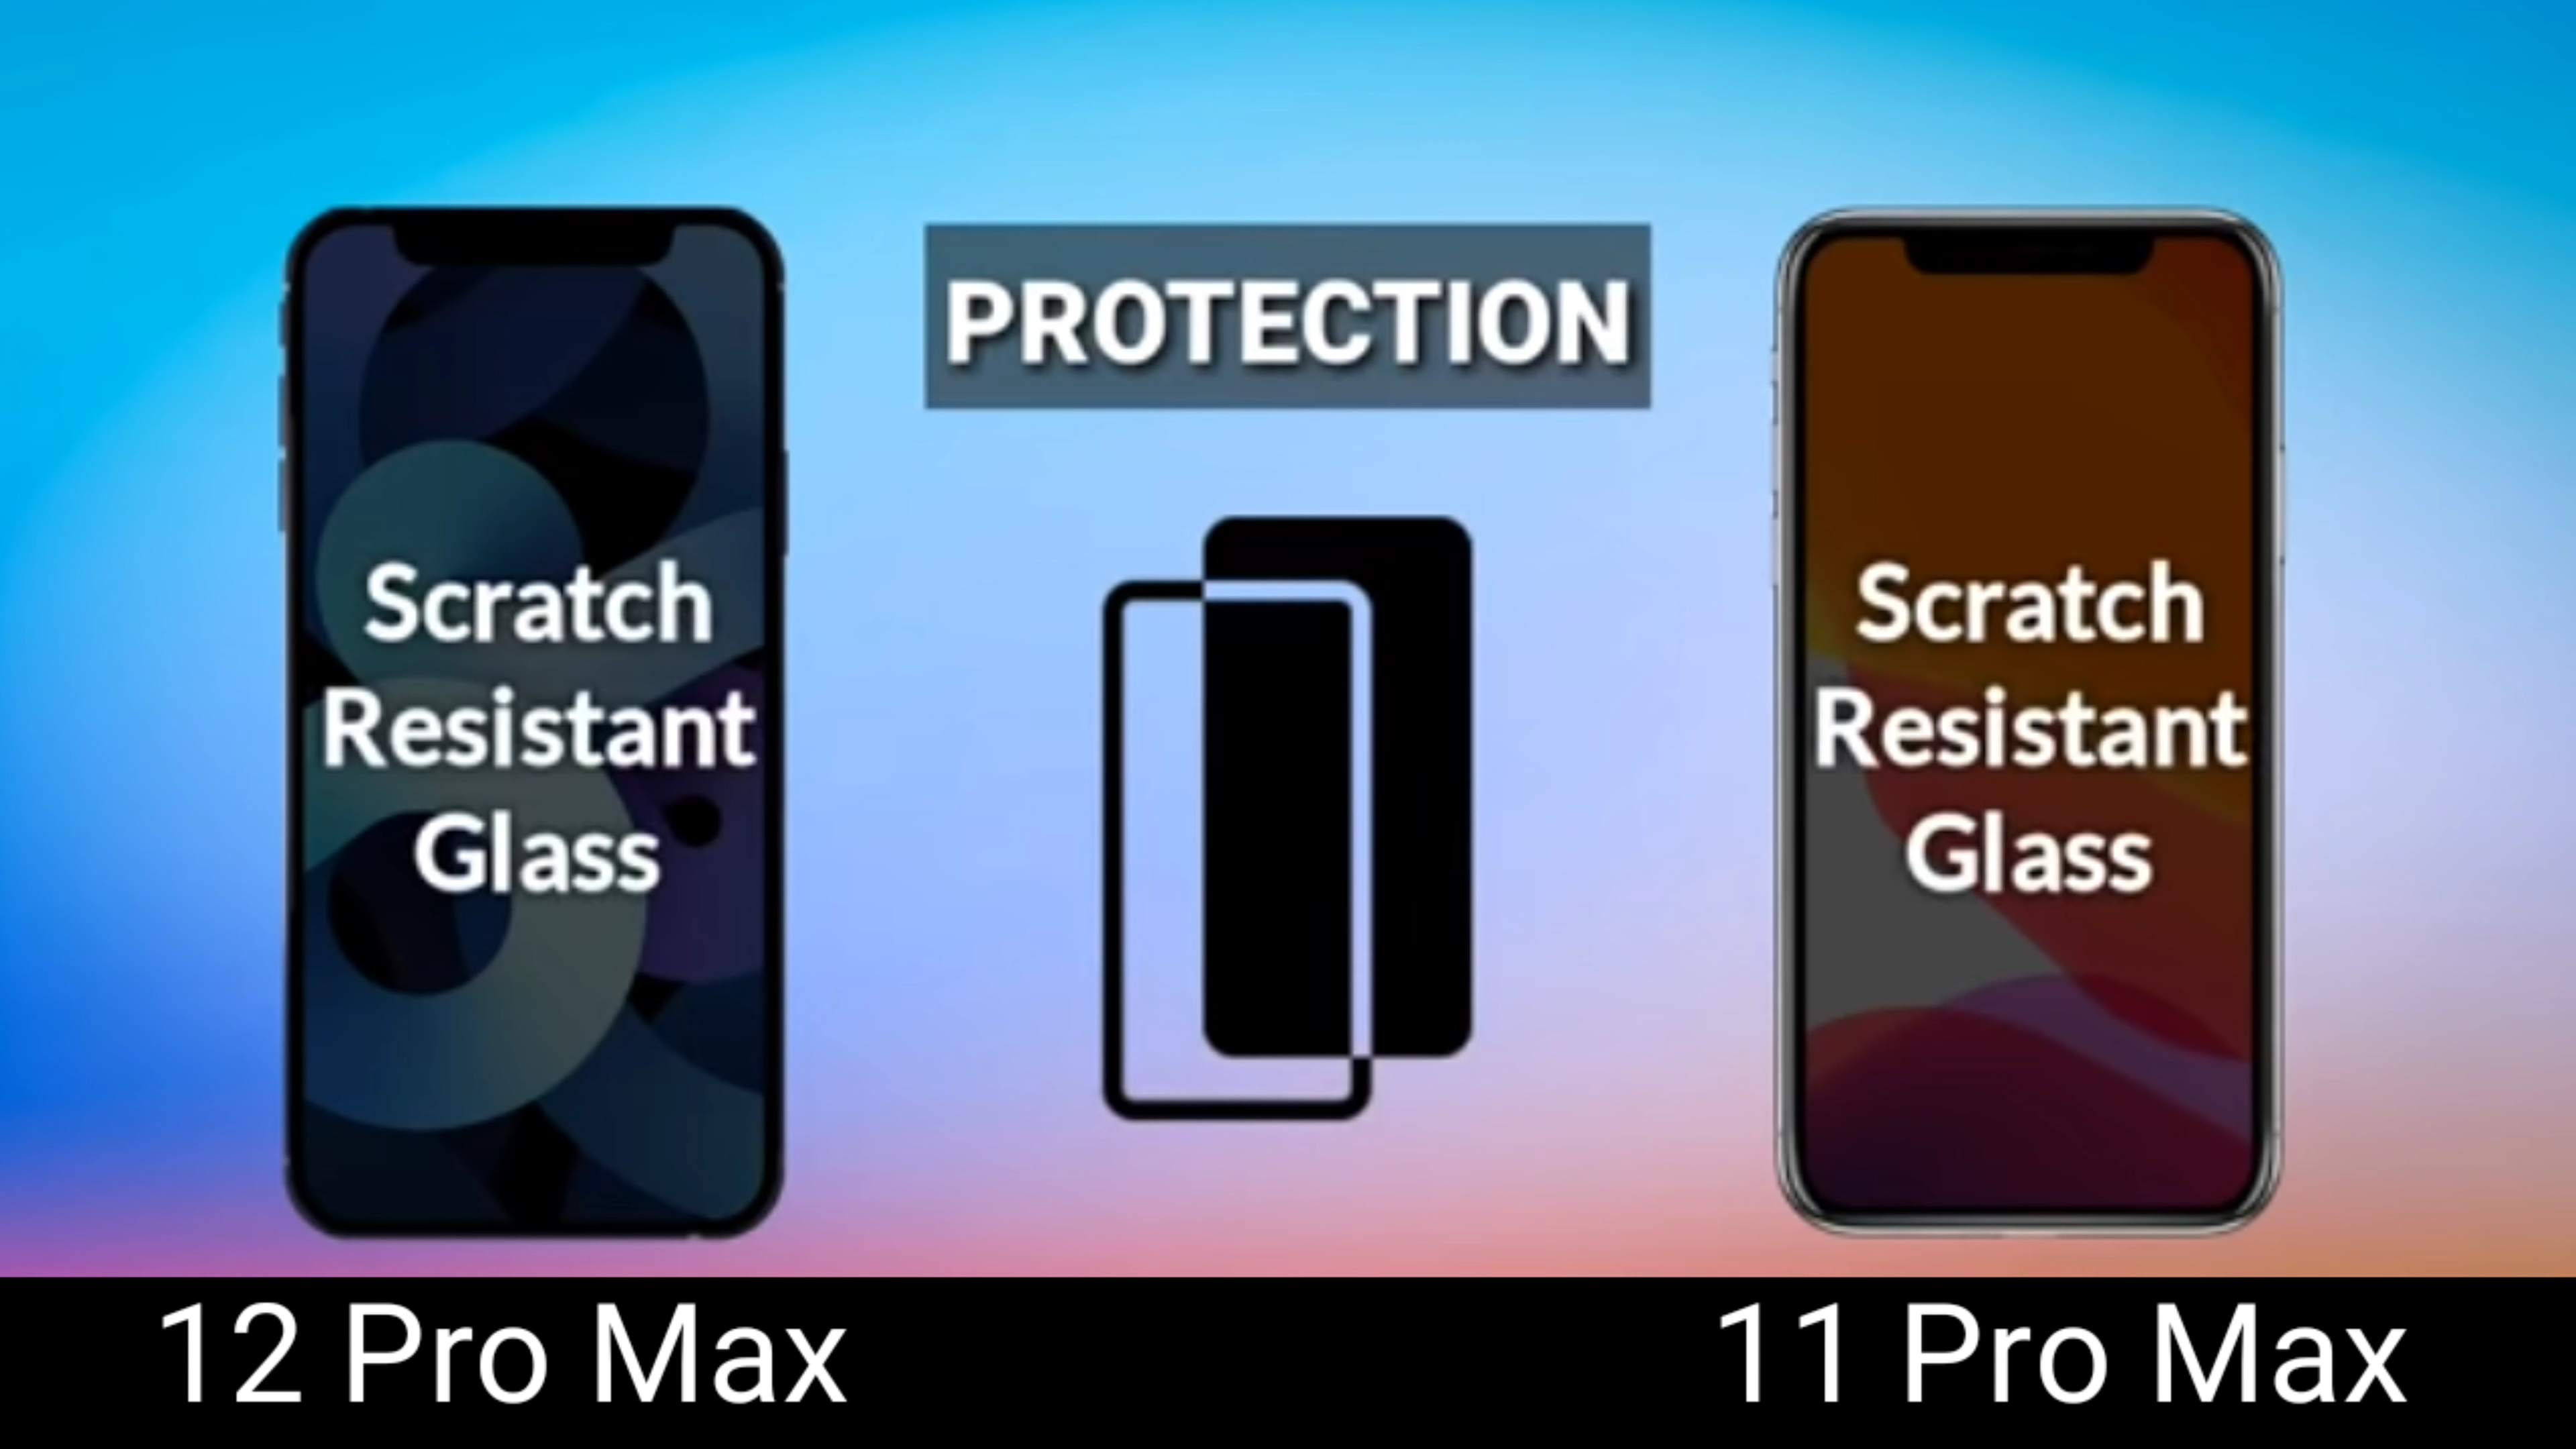 PROTECTION
Scratch
Resistant
Glass
Scratch
Resistant
Glass
12 Pro Max
11 Pro Max